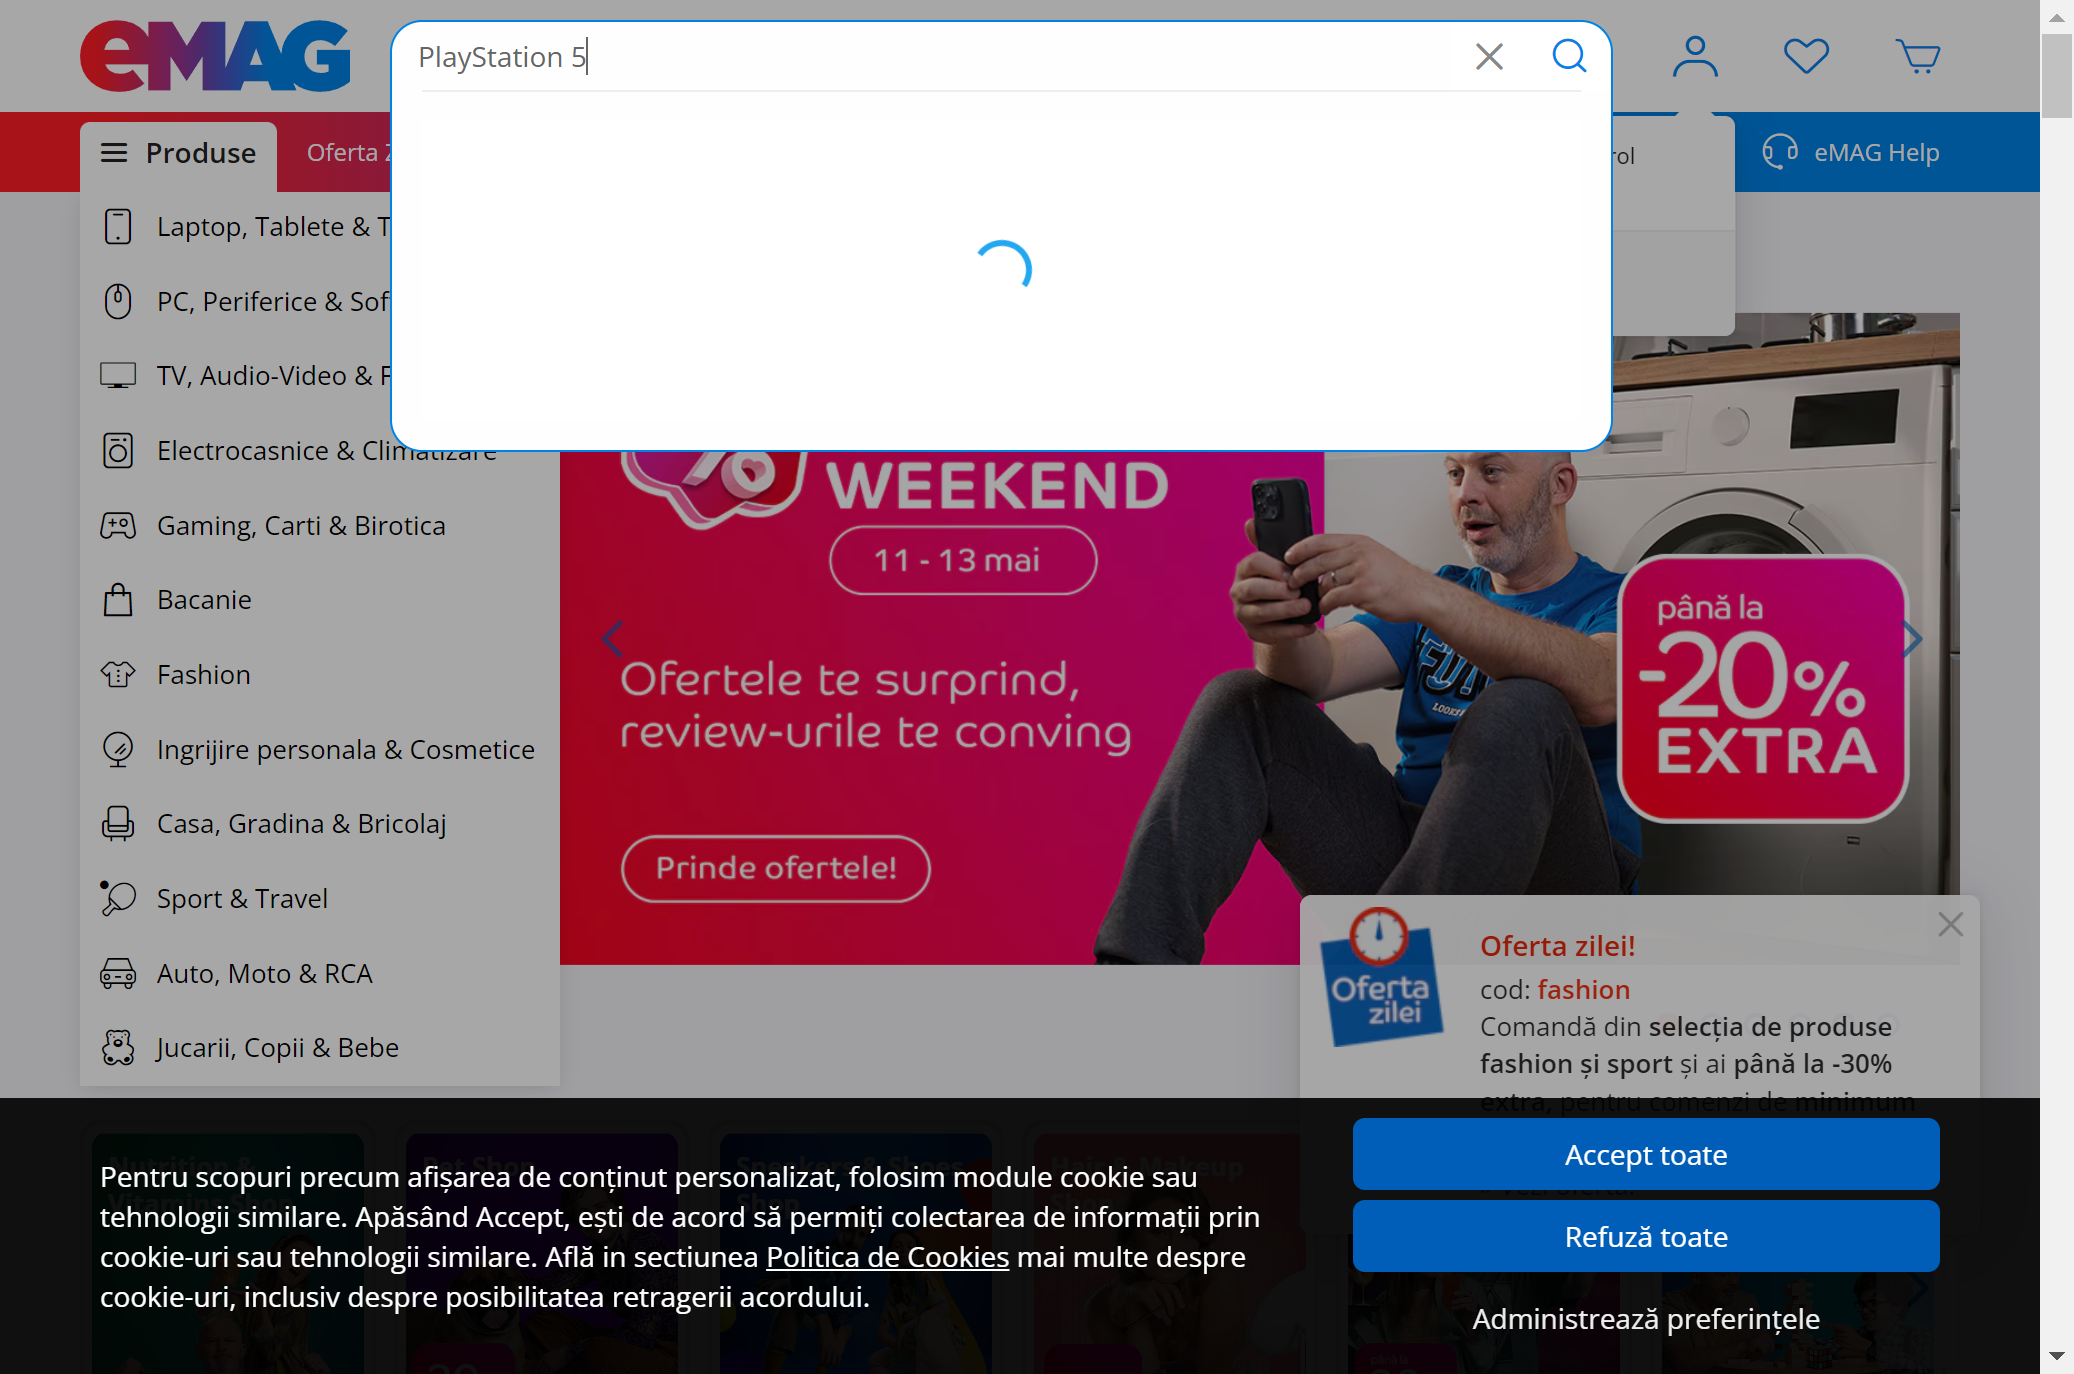 eMAG
PlayStation 5
Produse
Oferta
rol
eMAG Help
Laptop, Tablete & T
PC, Periferice & Sof
TV, Audio-Video & F
Electrocasnice & Climatizare
Gaming, Carti & Birotica
Bacanie
Fashion
Ingrijire personala & Cosmetice
Casa, Gradina & Bricolaj
Sport & Travel
Auto, Moto & RCA
Jucarii, Copii & Bebe
WEEKEND
11 - 13 mai
Ofertele te surprind,
review-urile te conving
Prinde ofertele!
până la
-20%
EXTRA
Oferta
zilei
Oferta zilei!
cod: fashion
Comandă din selecția de produse
fashion și sport și ai până la -30%
extra, pentru comenzi de minimum
Pentru scopuri precum afișarea de conținut personalizat, folosim module cookie sau
tehnologii similare. Apăsând Accept, ești de acord să permiți colectarea de informații prin
cookie-uri sau tehnologii similare. Află in sectiunea Politica de Cookies mai multe despre
cookie-uri, inclusiv despre posibilitatea retragerii acordului.
Accept toate
Refuză toate
Administrează preferințele